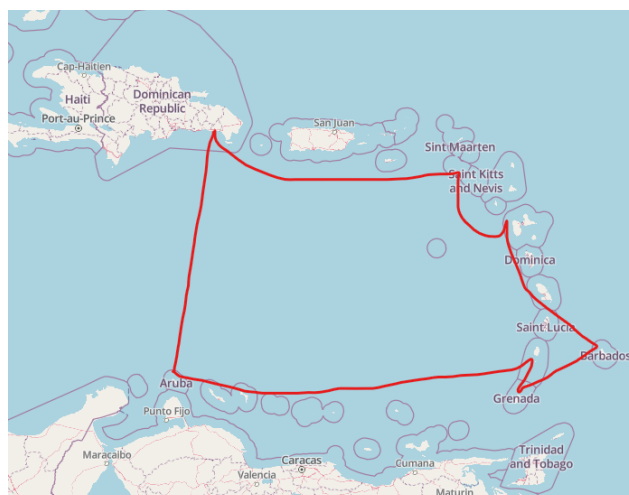 Cap-Haïtien
Haiti
Dominican
Republic
Port-au-Prince
San Juan
Sint Maarten
Saint Kitts
and Nevis
Dominica
Saint Lucia
Barbados
Grenada
Aruba
Punto Fijo
Trinidad
and Tobago
Maracaibo
Caracas
Cumana
Valencia
Maturin